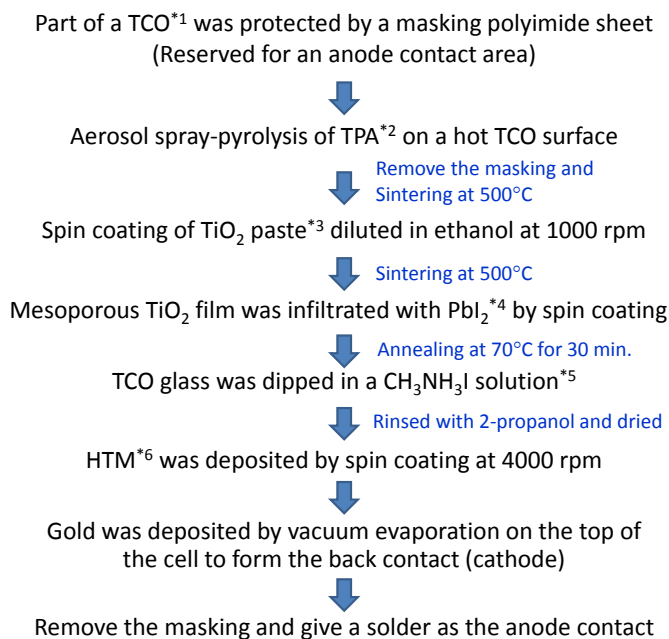 Part of a TCO*1 was protected by a masking polyimide sheet
(Reserved for an anode contact area)
Aerosol spray-pyrolysis of TPA*2 on a hot TCO surface
Remove the masking and
Sintering at 500°C
Spin coating of TiO2 paste*3 diluted in ethanol at 1000 rpm
Sintering at 500°C
Mesoporous TiO2 film was infiltrated with PbI2*4 by spin coating
Annealing at 70°C for 30 min.
TCO glass was dipped in a CH3NH3I solution*5
Rinsed with 2-propanol and dried
HTM*6 was deposited by spin coating at 4000 rpm
Gold was deposited by vacuum evaporation on the top of
the cell to form the back contact (cathode)
Remove the masking and give a solder as the anode contact